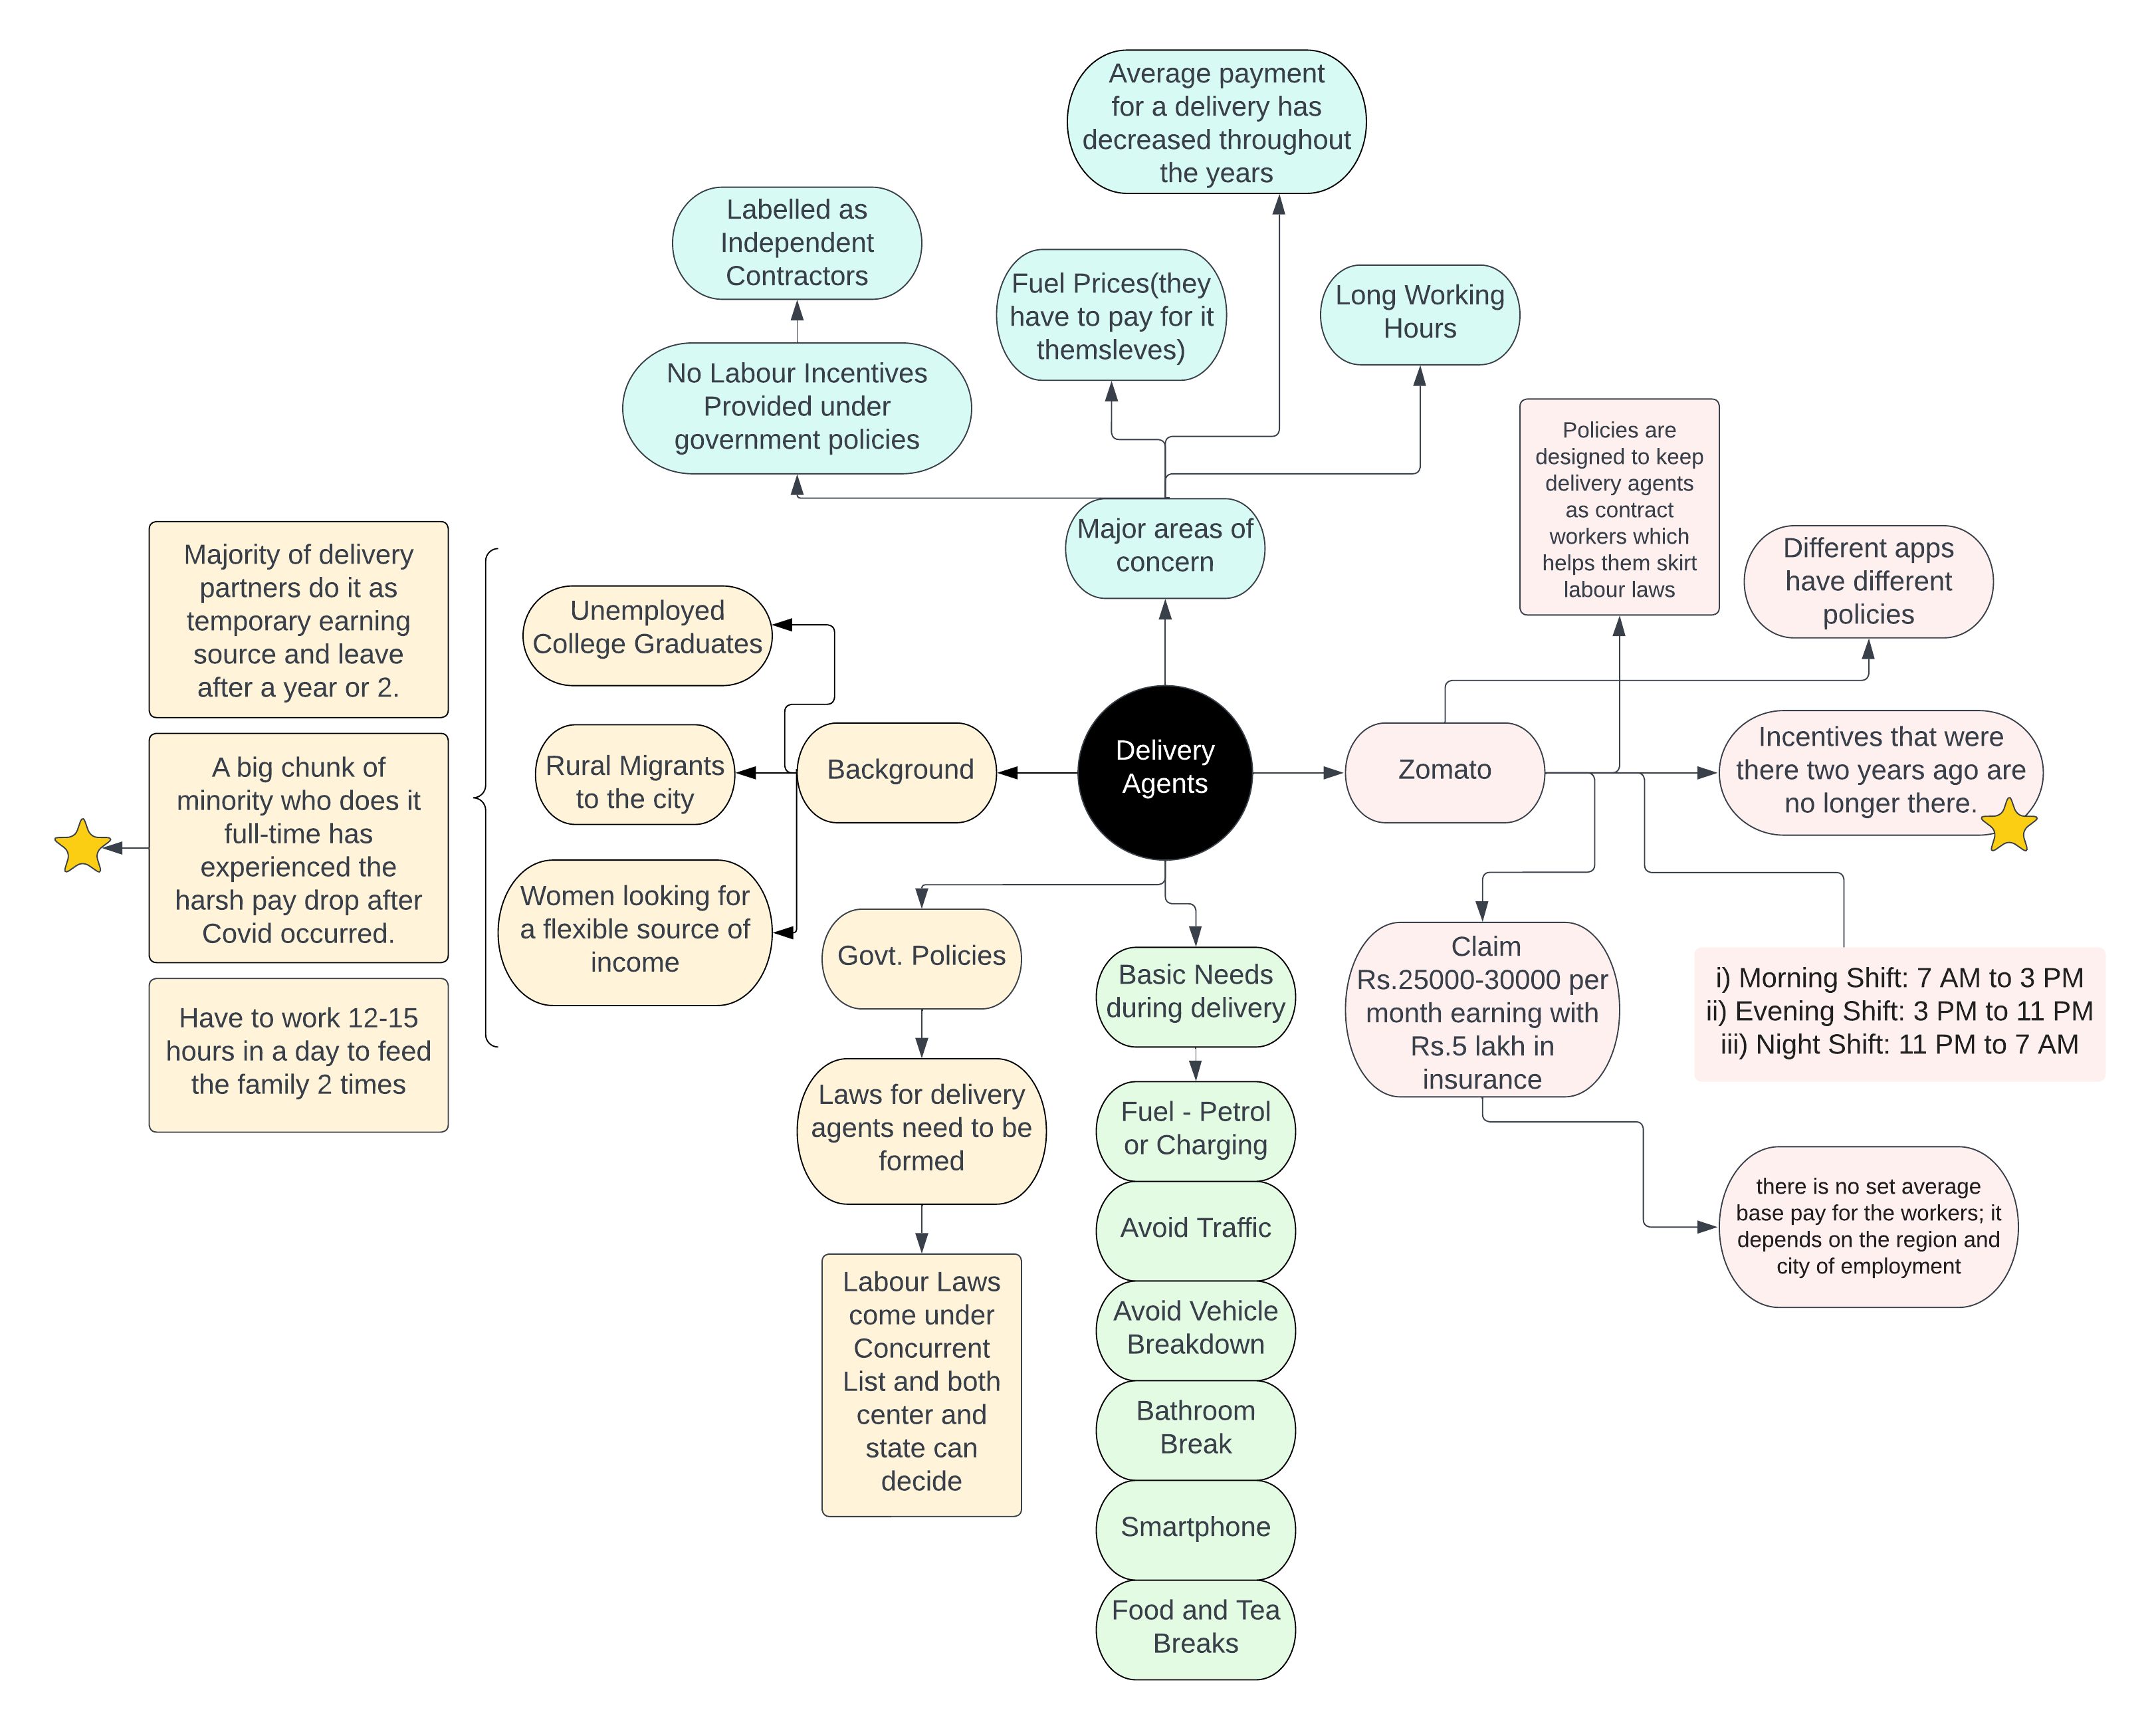 Average payment
for a delivery has
decreased throughout
the years
Labelled as
Independent
Contractors
Fuel Prices(they
have to pay for it
themsleves)
Long Working
Hours
No Labour Incentives
Provided under
government policies
Major areas of
concern
Policies are
designed to keep
delivery agents
as contract
workers which
helps them skirt
labour laws
Different apps
have different
policies
Majority of delivery
partners do it as
temporary earning
source and leave
after a year or 2.
A big chunk of
minority who does it
full-time has
experienced the
harsh pay drop after
Covid occurred.
Have to work 12-15
hours in a day to feed
the family 2 times
Unemployed
College Graduates
Rural Migrants
to the city
Women looking for
a flexible source of
income
Background
Delivery
Agents
Zomato
Incentives that were
there two years ago are
no longer there.
Govt. Policies
Laws for delivery
agents need to be
formed
Labour Laws
come under
Concurrent
List and both
center and
state can
decide
Basic Needs
during delivery
Fuel - Petrol
or Charging
Avoid Traffic
Avoid Vehicle
Breakdown
Bathroom
Break
Smartphone
Food and Tea
Breaks
Claim
Rs.25000-30000 per
month earning with
Rs.5 lakh in
insurance
i) Morning Shift: 7 AM to 3 PM
ii) Evening Shift: 3 PM to 11 PM
iii) Night Shift: 11 PM to 7 AM
there is no set average
base pay for the workers; it
depends on the region and
city of employment